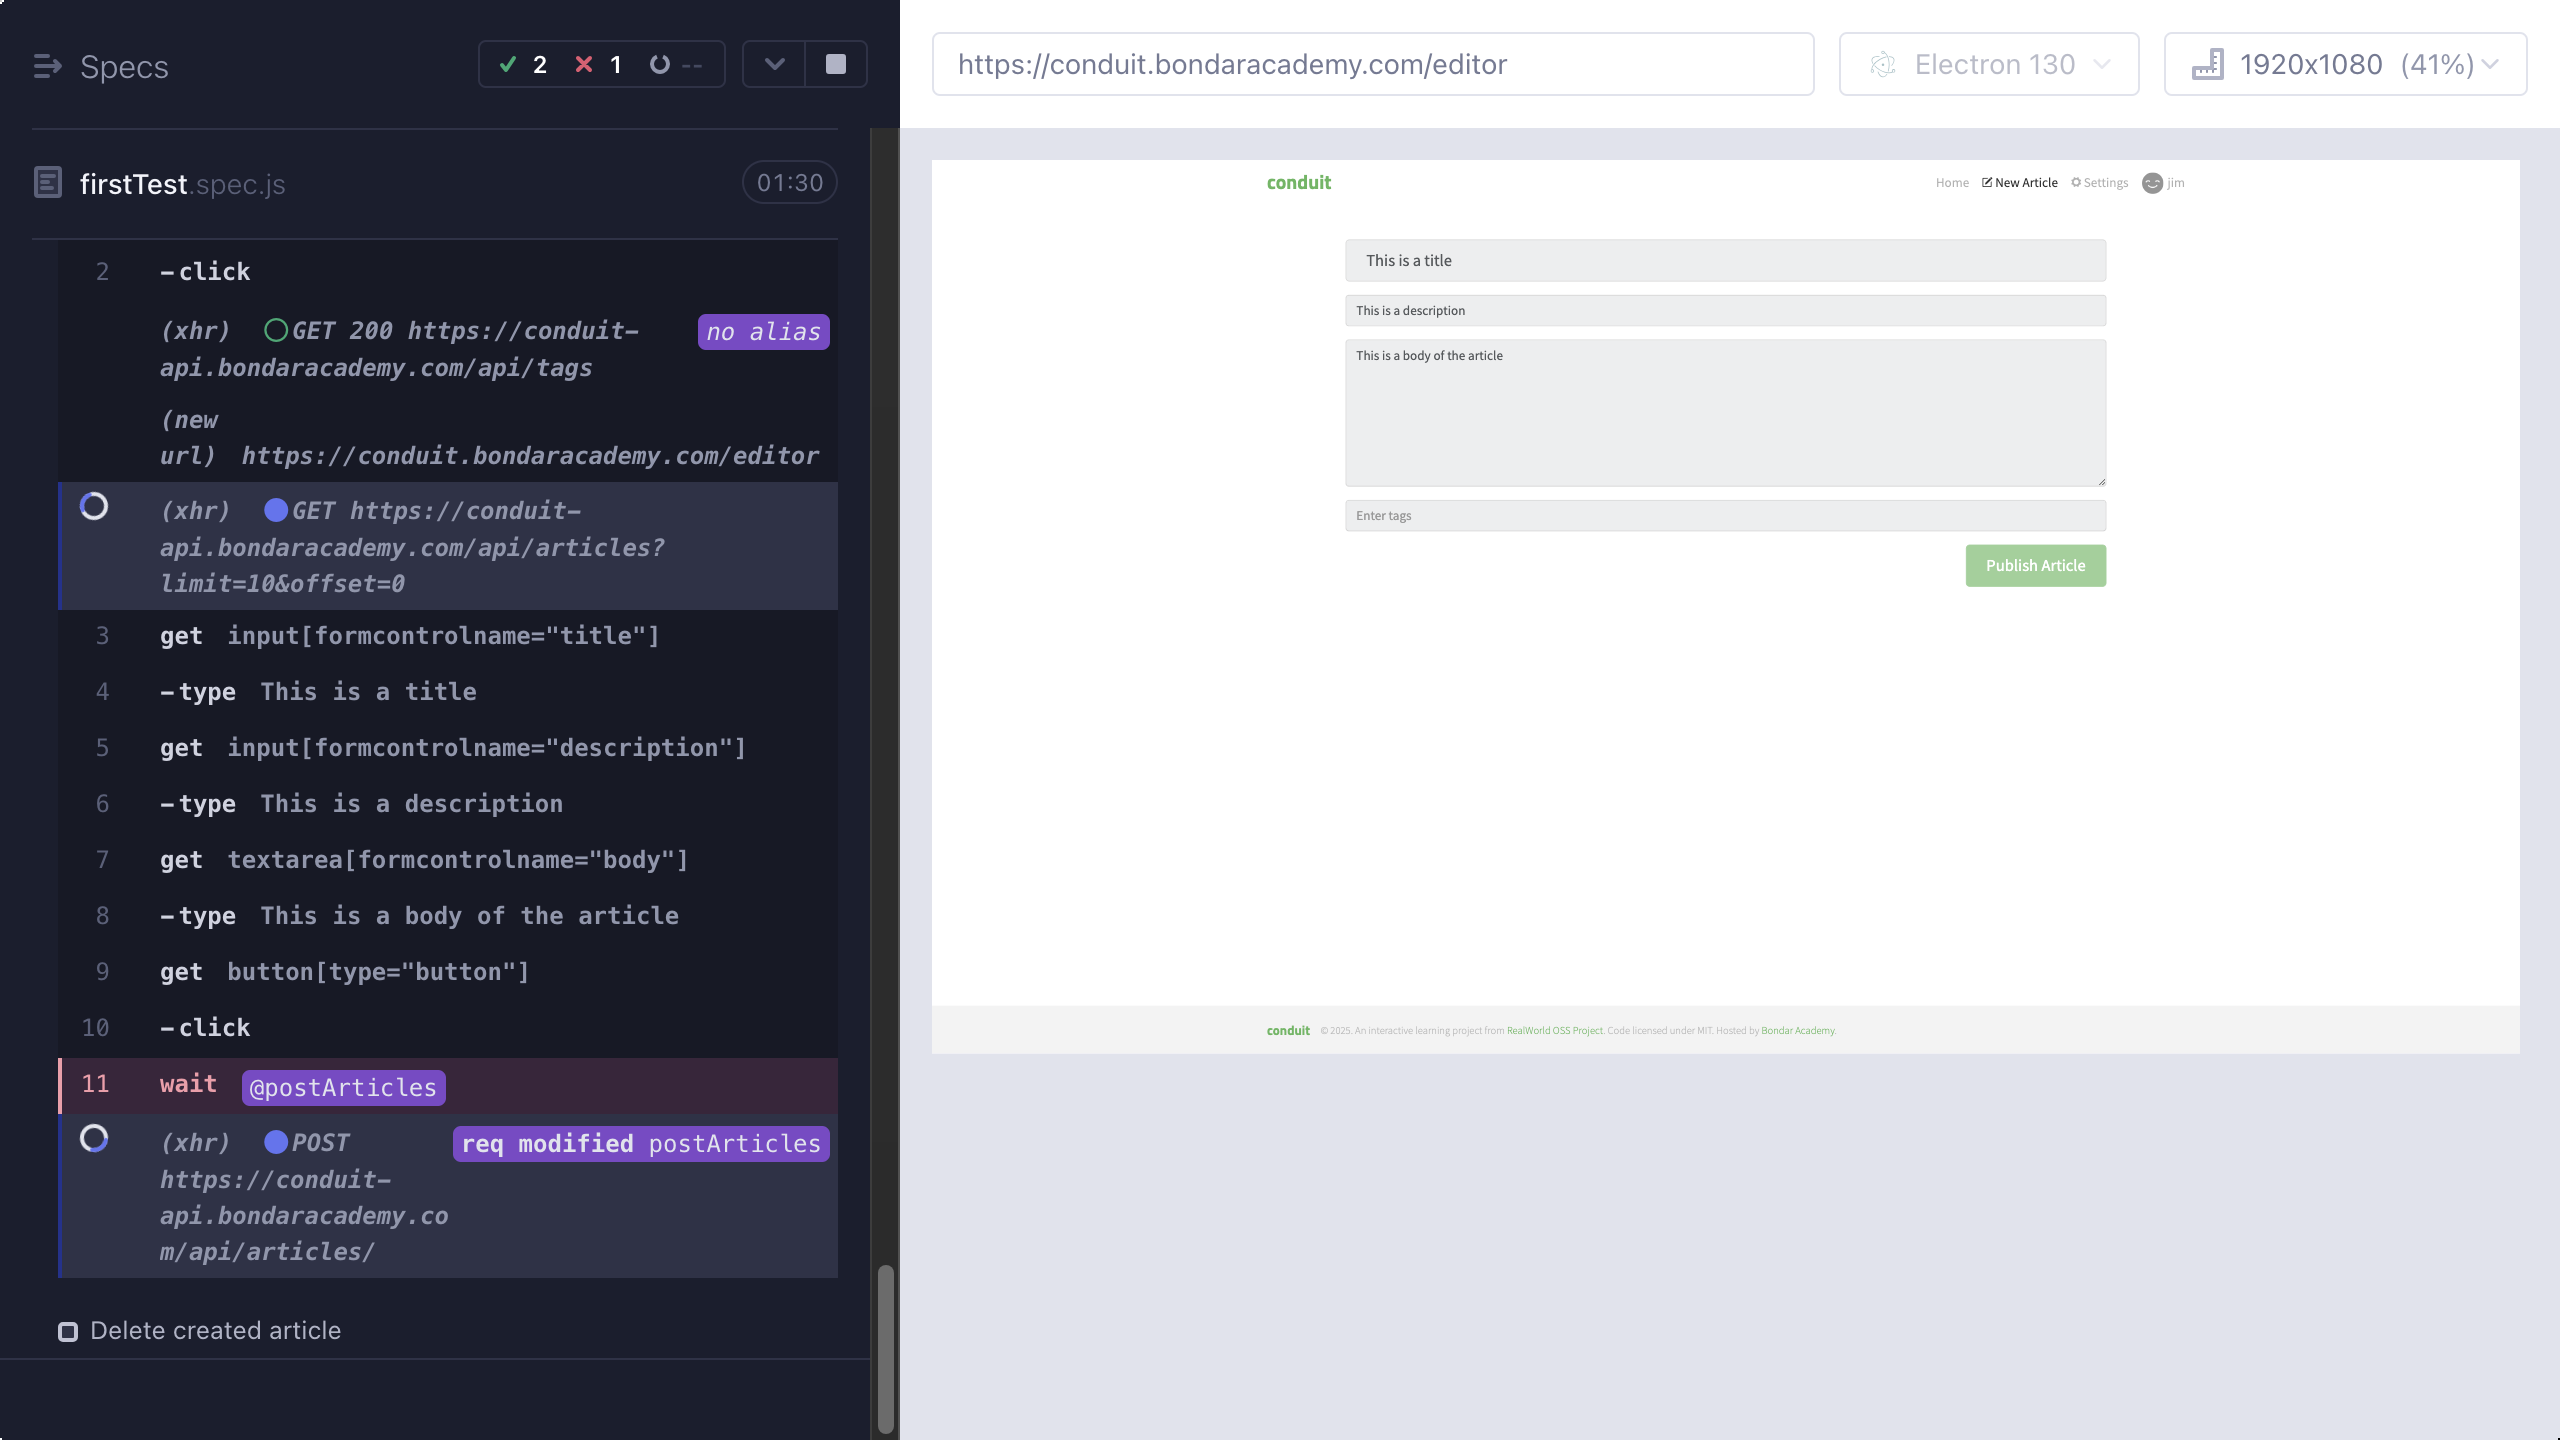 Specs
2 1 --
firstTest.spec.js 01:30
2 -click
(xhr) GET 200 https://conduit-
api.bondaracademy.com/api/tags
no alias
(new
url) https://conduit.bondaracademy.com/editor
(xhr) GET https://conduit-
api.bondaracademy.com/api/articles?
limit=10&offset=0
3 get input[formcontrolname="title"]
4 -type This is a title
5 get input[formcontrolname="description"]
6 -type This is a description
7 get textarea[formcontrolname="body"]
8 -type This is a body of the article
9 get button[type="button"]
10 -click
11 wait @postArticles
(xhr) POST
https://conduit-
api.bondaracademy.co
m/api/articles/
req modified postArticles
Delete created article
https://conduit.bondaracademy.com/editor
Electron 130
1920x1080 (41%)
conduit
Home New Article Settings jim
This is a title
This is a description
This is a body of the article
Enter tags
Publish Article
conduit © 2025. An interactive learning project from RealWorld OSS Project. Code licensed under MIT. Hosted by Bondar Academy.